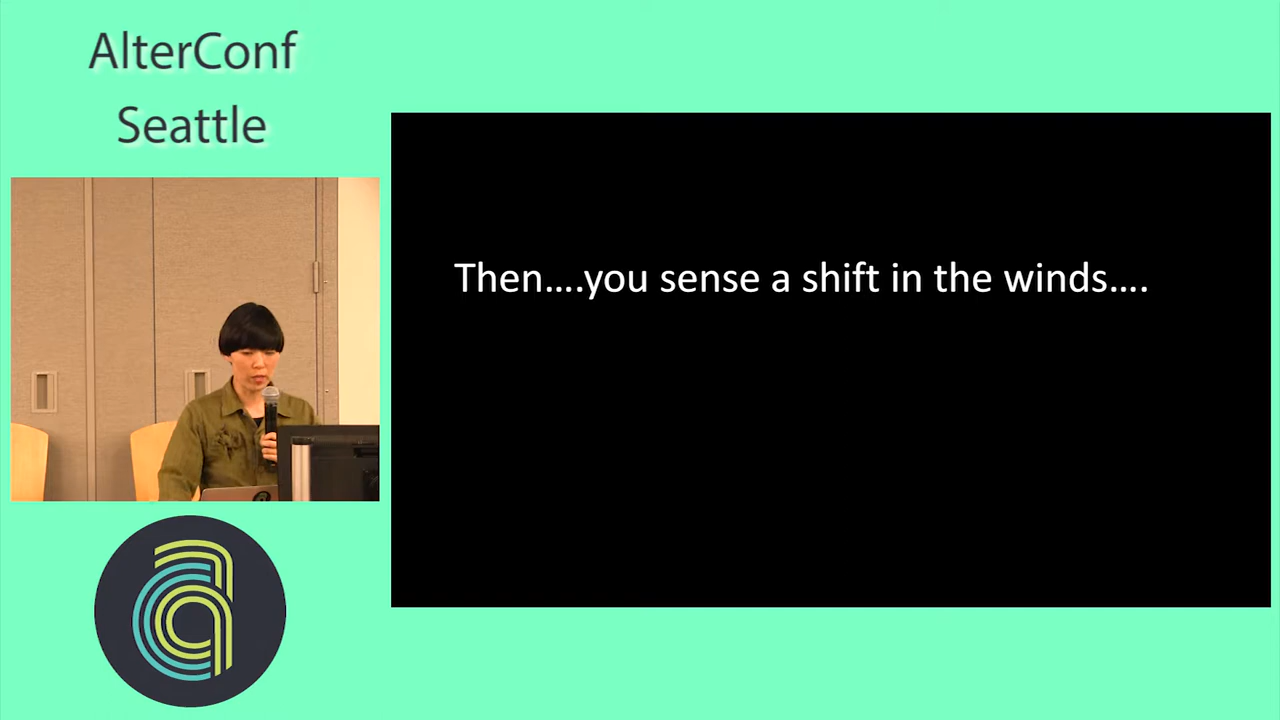 AlterConf
Seattle
Then....you sense a shift in the winds....